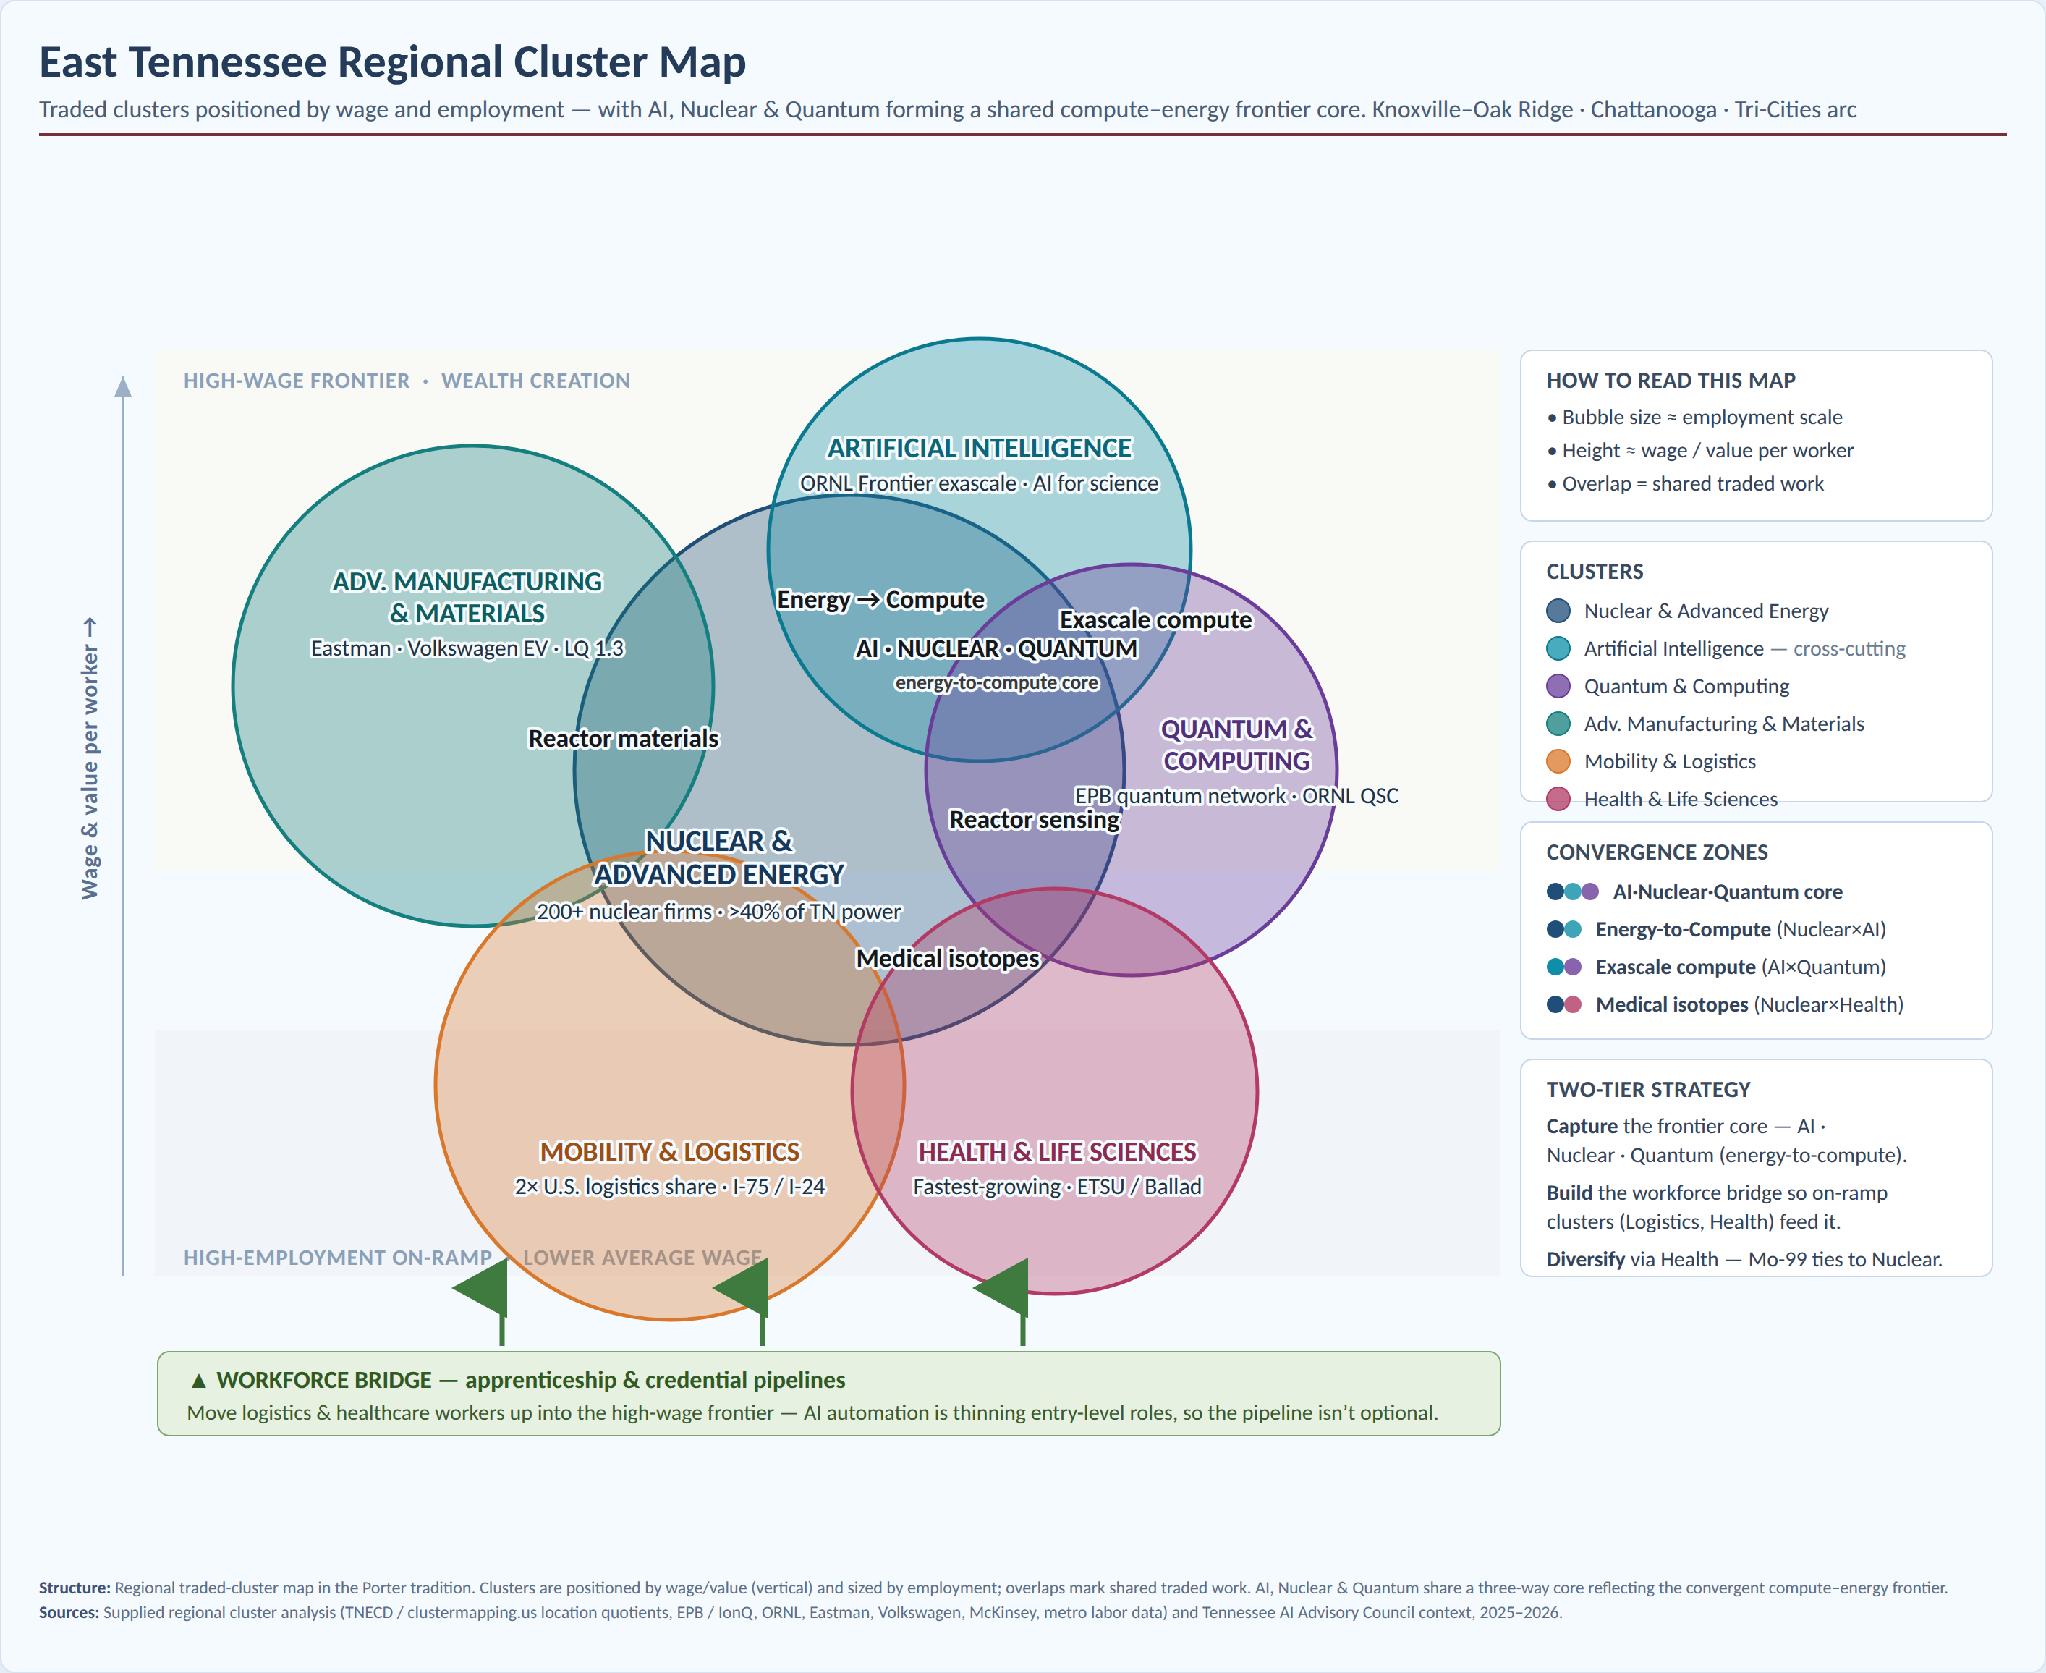 East Tennessee Regional Cluster Map
Traded clusters positioned by wage and employment — with AI, Nuclear & Quantum forming a shared compute–energy frontier core. Knoxville–Oak Ridge · Chattanooga · Tri-Cities arc
Wage & value per worker →
HIGH-WAGE FRONTIER · WEALTH CREATION
ARTIFICIAL INTELLIGENCE
ORNL Frontier exascale · AI for science
ADV. MANUFACTURING
& MATERIALS
Eastman · Volkswagen EV · LQ 1.3
Energy → Compute
Exascale compute
AI · NUCLEAR · QUANTUM
energy-to-compute core
Reactor materials
QUANTUM &
COMPUTING
EPB quantum network · ORNL QSC
Reactor sensing
NUCLEAR &
ADVANCED ENERGY
200+ nuclear firms · >40% of TN power
Medical isotopes
MOBILITY & LOGISTICS
2× U.S. logistics share · I-75 / I-24
HEALTH & LIFE SCIENCES
Fastest-growing · ETSU / Ballad
HIGH-EMPLOYMENT ON-RAMP · LOWER AVERAGE WAGE
▲ WORKFORCE BRIDGE — apprenticeship & credential pipelines
Move logistics & healthcare workers up into the high-wage frontier — AI automation is thinning entry-level roles, so the pipeline isn’t optional.
HOW TO READ THIS MAP
• Bubble size ≈ employment scale
• Height ≈ wage / value per worker
• Overlap = shared traded work
CLUSTERS
Nuclear & Advanced Energy
Artificial Intelligence — cross-cutting
Quantum & Computing
Adv. Manufacturing & Materials
Mobility & Logistics
Health & Life Sciences
CONVERGENCE ZONES
AI·Nuclear·Quantum core
Energy-to-Compute (Nuclear×AI)
Exascale compute (AI×Quantum)
Medical isotopes (Nuclear×Health)
TWO-TIER STRATEGY
Capture the frontier core — AI ·
Nuclear · Quantum (energy-to-compute).
Build the workforce bridge so on-ramp
clusters (Logistics, Health) feed it.
Diversify via Health — Mo-99 ties to Nuclear.
Structure: Regional traded-cluster map in the Porter tradition. Clusters are positioned by wage/value (vertical) and sized by employment; overlaps mark shared traded work. AI, Nuclear & Quantum share a three-way core reflecting the convergent compute–energy frontier.
Sources: Supplied regional cluster analysis (TNECD / clustermapping.us location quotients, EPB / IonQ, ORNL, Eastman, Volkswagen, McKinsey, metro labor data) and Tennessee AI Advisory Council context, 2025–2026.